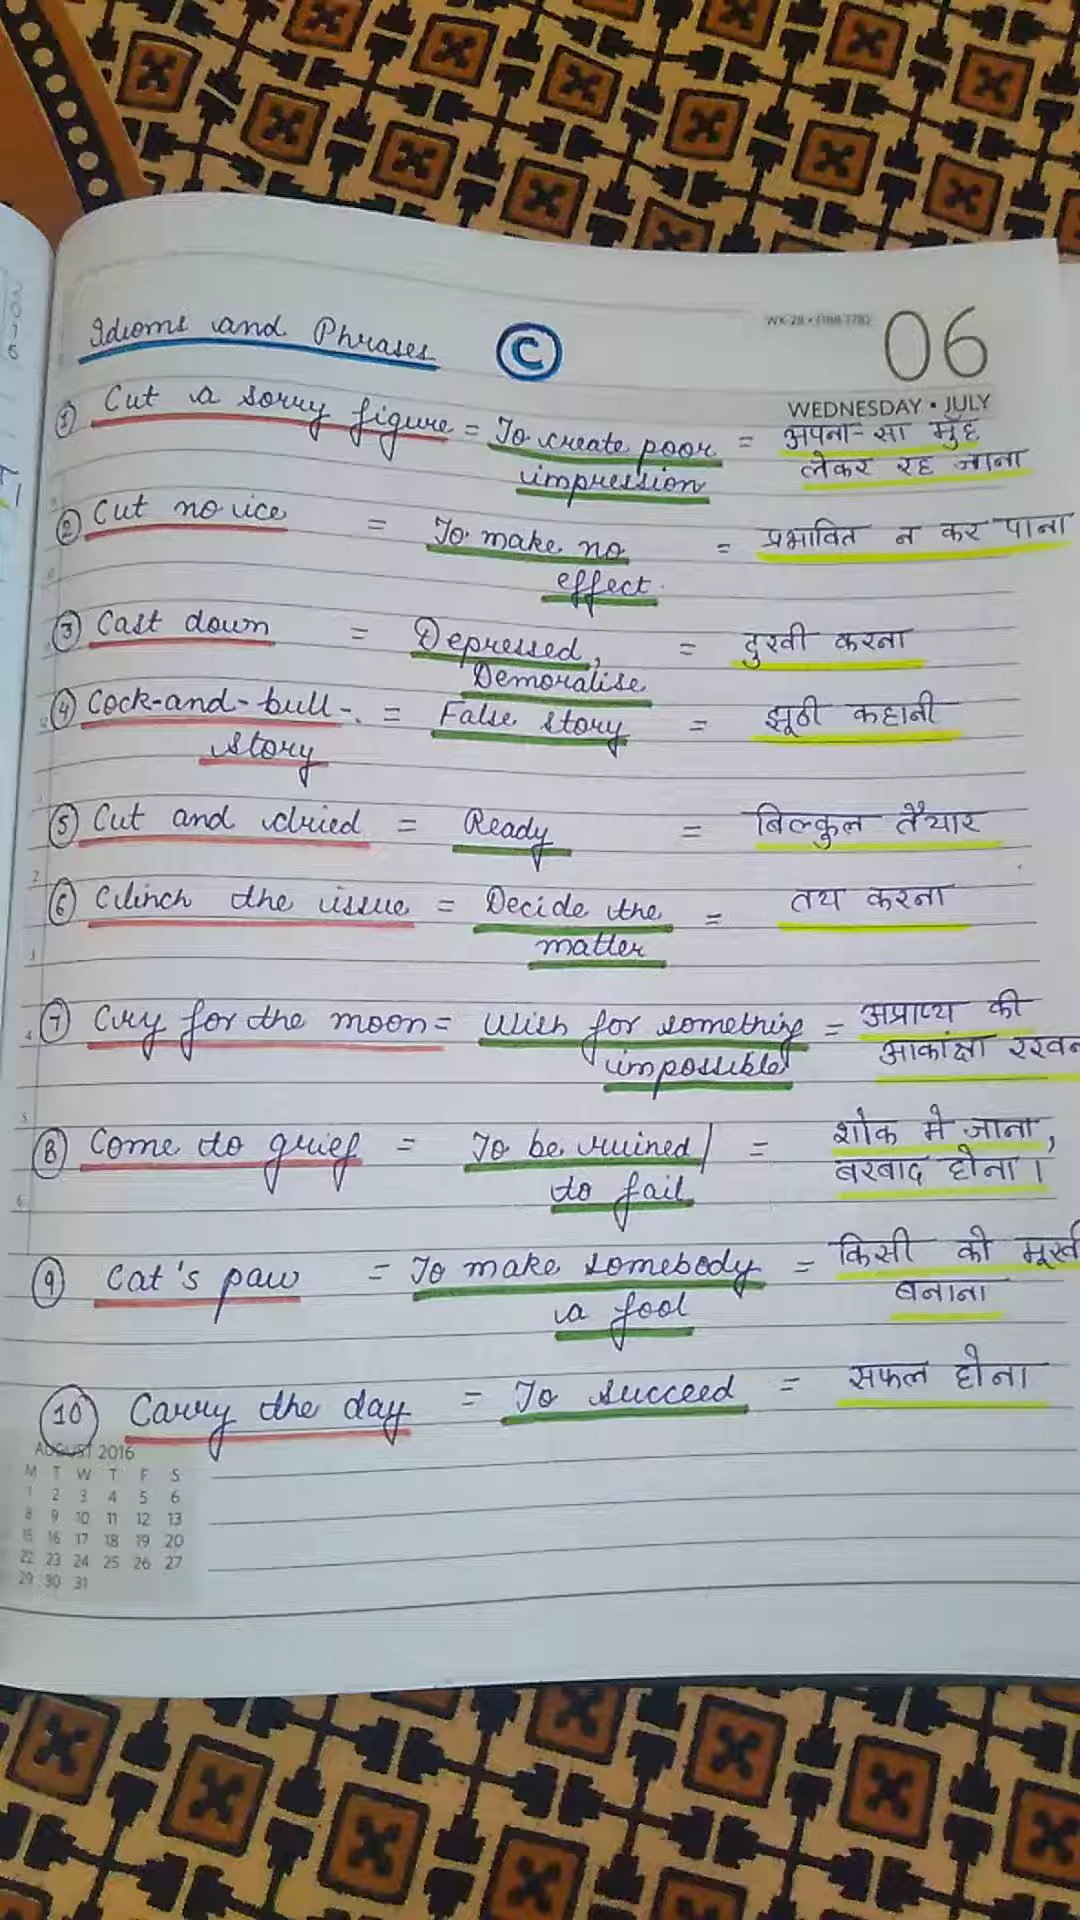 Idioms and Phrases C
06
WEDNESDAY • JULY
① Cut a sorry figure = To create poor impression = अपना-सा मुँह लेकर रह जाना
② Cut no ice = To make no effect. = प्रभावित न कर पाना
③ Cast down = Depressed, Demoralise = दुखी करना
④ Cock-and-bull- story = False story = झूठी कहानी
⑤ Cut and dried = Ready = बिल्कुल तैयार
⑥ Clinch the issue = Decide the matter = तय करना
⑦ Cry for the moon = Wish for something impossible = अप्राप्य की आकांक्षा
⑧ Come to grief = To be ruined/ to fail = शोक मे जाना, बरबाद होना।
⑨ Cat's paw = To make somebody a fool = किसी को बनाना
⑩ Carry the day = To succeed = सफल होना
AUGUST 2016
M T W T F S
1 2 3 4 5 6
8 9 10 11 12 13
15 16 17 18 19 20
22 23 24 25 26 27
29 30 31